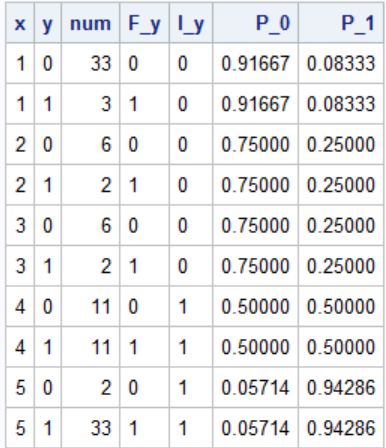 x y num F_y I_y P_0 P_1
1 0 33 0 0 0.91667 0.08333
1 1 3 1 0 0.91667 0.08333
2 0 6 0 0 0.75000 0.25000
2 1 2 1 0 0.75000 0.25000
3 0 6 0 0 0.75000 0.25000
3 1 2 1 0 0.75000 0.25000
4 0 11 0 1 0.50000 0.50000
4 1 11 1 1 0.50000 0.50000
5 0 2 0 1 0.05714 0.94286
5 1 33 1 1 0.05714 0.94286